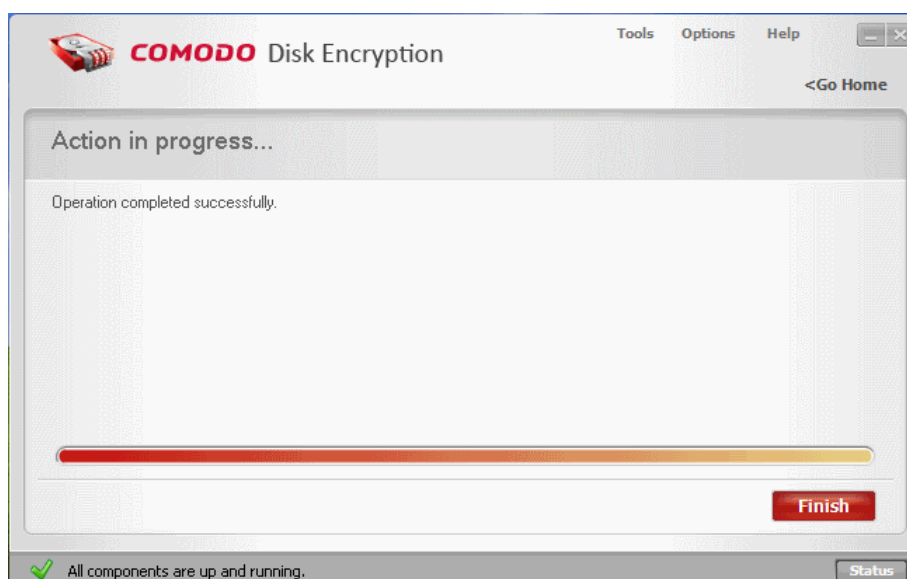 COMODO Disk Encryption
Tools Options Help
<Go Home
Action in progress...
Operation completed successfully.
Finish
All components are up and running.
Status